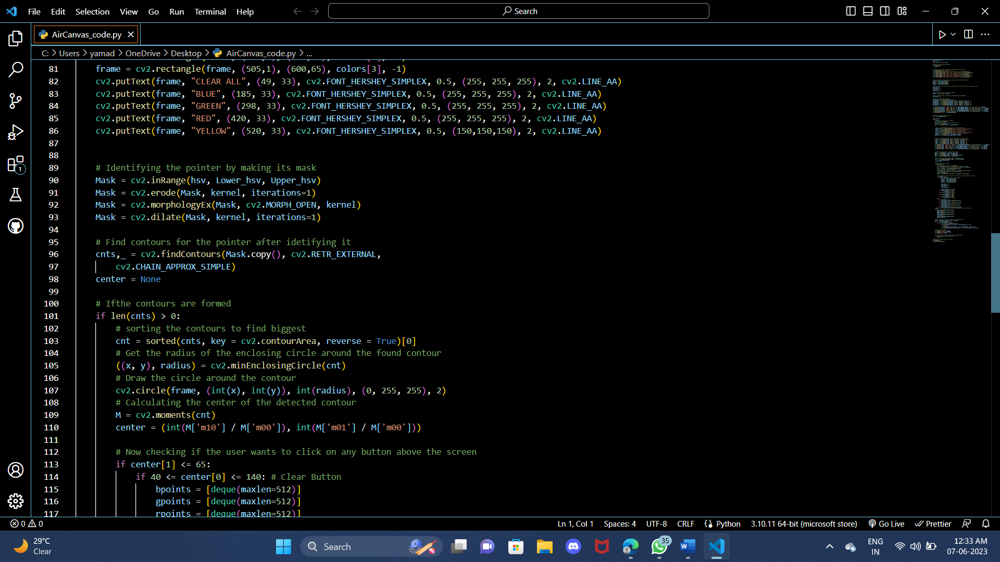 File Edit Selection View Go Run Terminal Help
Search
AirCanvas_code.py
C: > Users > yamad > OneDrive > Desktop > AirCanvas_code.py > ...
81 frame = cv2.rectangle(frame, (505,1), (600,65), colors[3], -1)
82 cv2.putText(frame, "CLEAR ALL", (49, 33), cv2.FONT_HERSHEY_SIMPLEX, 0.5, (255, 255, 255), 2, cv2.LINE_AA)
83 cv2.putText(frame, "BLUE", (185, 33), cv2.FONT_HERSHEY_SIMPLEX, 0.5, (255, 255, 255), 2, cv2.LINE_AA)
84 cv2.putText(frame, "GREEN", (298, 33), cv2.FONT_HERSHEY_SIMPLEX, 0.5, (255, 255, 255), 2, cv2.LINE_AA)
85 cv2.putText(frame, "RED", (420, 33), cv2.FONT_HERSHEY_SIMPLEX, 0.5, (255, 255, 255), 2, cv2.LINE_AA)
86 cv2.putText(frame, "YELLOW", (520, 33), cv2.FONT_HERSHEY_SIMPLEX, 0.5, (150,150,150), 2, cv2.LINE_AA)
87
88
89 # Identifying the pointer by making its mask
90 Mask = cv2.inRange(hsv, Lower_hsv, Upper_hsv)
91 Mask = cv2.erode(Mask, kernel, iterations=1)
92 Mask = cv2.morphologyEx(Mask, cv2.MORPH_OPEN, kernel)
93 Mask = cv2.dilate(Mask, kernel, iterations=1)
94
95 # Find contours for the pointer after idetifying it
96 cnts,_ = cv2.findContours(Mask.copy(), cv2.RETR_EXTERNAL,
97 cv2.CHAIN_APPROX_SIMPLE)
98 center = None
99
100 # Ifthe contours are formed
101 if len(cnts) > 0:
102 # sorting the contours to find biggest
103 cnt = sorted(cnts, key = cv2.contourArea, reverse = True)[0]
104 # Get the radius of the enclosing circle around the found contour
105 ((x, y), radius) = cv2.minEnclosingCircle(cnt)
106 # Draw the circle around the contour
107 cv2.circle(frame, (int(x), int(y)), int(radius), (0, 255, 255), 2)
108 # Calculating the center of the detected contour
109 M = cv2.moments(cnt)
110 center = (int(M['m10'] / M['m00']), int(M['m01'] / M['m00']))
111
112 # Now checking if the user wants to click on any button above the screen
113 if center[1] <= 65:
114 if 40 <= center[0] <= 140: # Clear Button
115 bpoints = [deque(maxlen=512)]
116 gpoints = [deque(maxlen=512)]
117 rpoints = [deque(maxlen=512)]
1
0 0 Ln 1, Col 1 Spaces: 4 UTF-8 CRLF Python 3.10.11 64-bit (microsoft store) Go Live Prettier
29°C
Clear
Search
35
ENG
IN
12:33 AM
07-06-2023